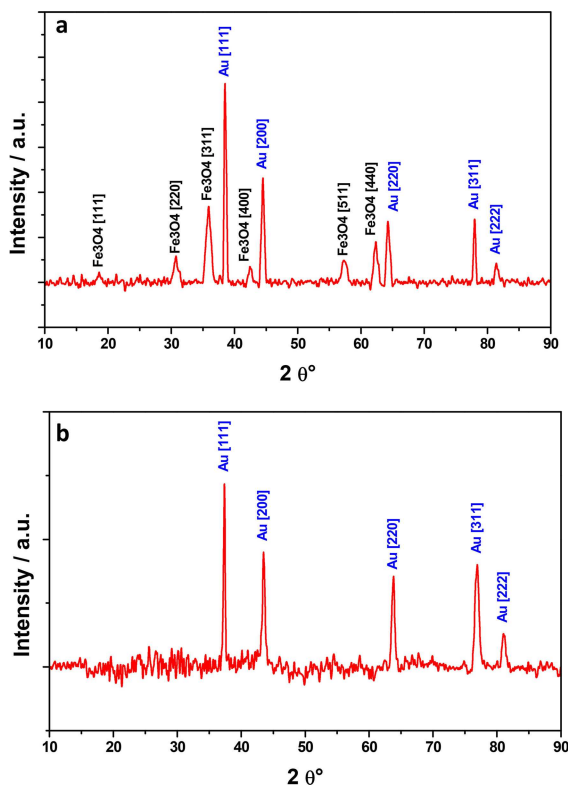 a
Intensity / a.u.
Fe3O4 [111]
Fe3O4 [220]
Fe3O4 [311]
Au [111]
Fe3O4 [400]
Au [200]
Fe3O4 [511]
Fe3O4 [440]
Au [220]
Au [311]
Au [222]
10 20 30 40 50 60 70 80 90
2 θ°
b
Intensity / a.u.
Au [111]
Au [200]
Au [220]
Au [311]
Au [222]
10 20 30 40 50 60 70 80 90
2 θ°